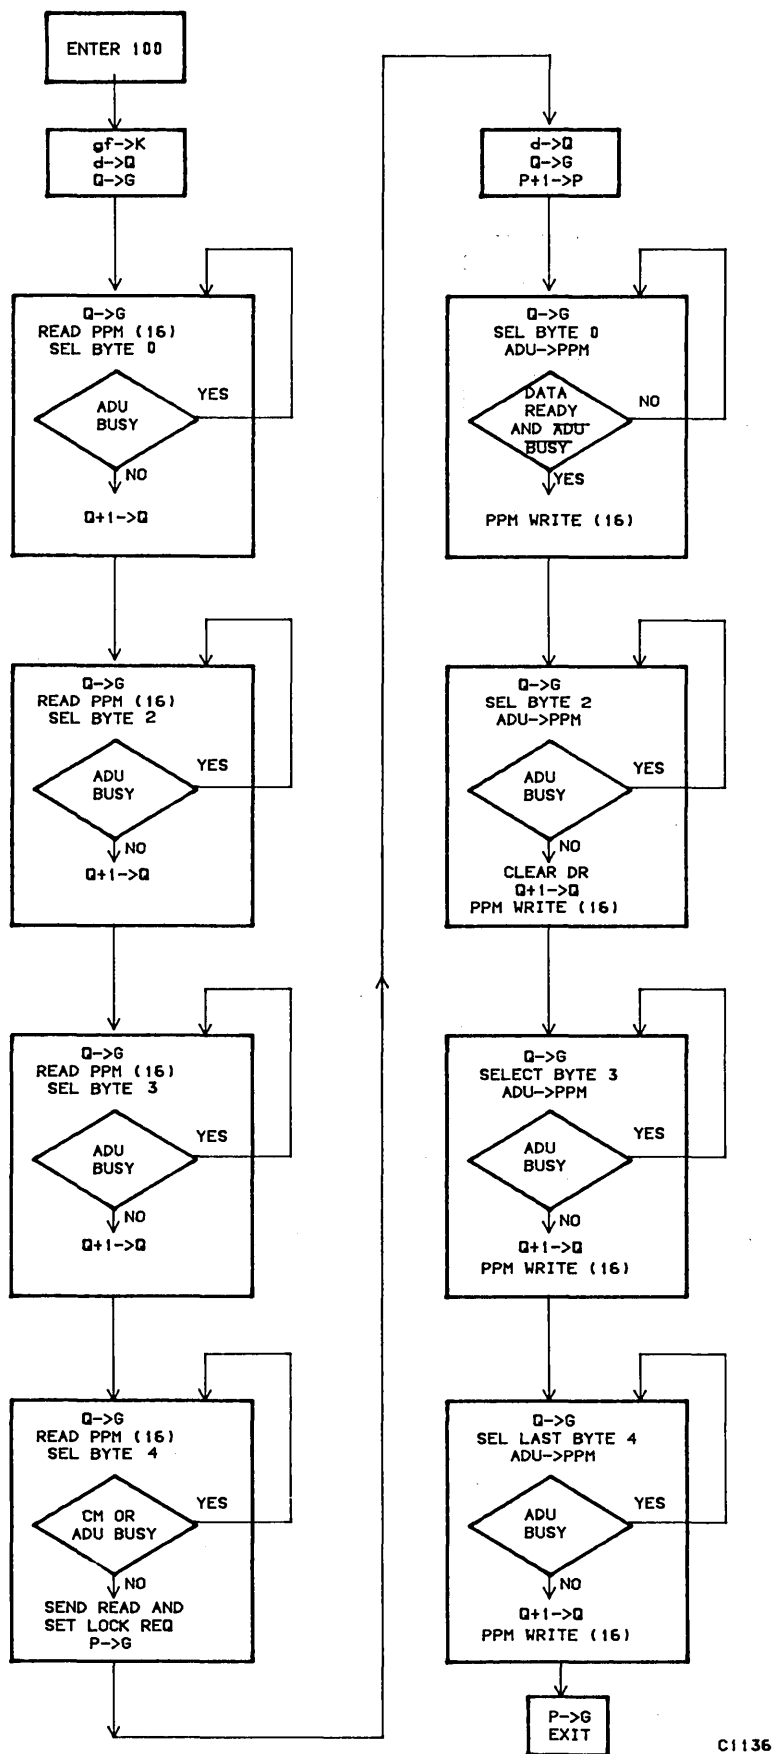 ENTER 100
gf->K
d->Q
Q->G
Q->G
READ PPM (16)
SEL BYTE 0
ADU
BUSY
YES
NO
Q+1->Q
Q->G
READ PPM (16)
SEL BYTE 2
ADU
BUSY
YES
NO
Q+1->Q
Q->G
READ PPM (16)
SEL BYTE 3
ADU
BUSY
YES
NO
Q+1->Q
Q->G
READ PPM (16)
SEL BYTE 4
CM OR
ADU BUSY
YES
NO
SEND READ AND
SET LOCK REQ
P->G
d->Q
Q->G
P+1->P
Q->G
SEL BYTE 0
ADU->PPM
DATA
READY
AND ADU
BUSY
NO
YES
PPM WRITE (16)
Q->G
SEL BYTE 2
ADU->PPM
ADU
BUSY
YES
NO
CLEAR DR
Q+1->Q
PPM WRITE (16)
Q->G
SELECT BYTE 3
ADU->PPM
ADU
BUSY
YES
NO
Q+1->Q
PPM WRITE (16)
Q->G
SEL LAST BYTE 4
ADU->PPM
ADU
BUSY
YES
NO
Q+1->Q
PPM WRITE (16)
P->G
EXIT
C1136